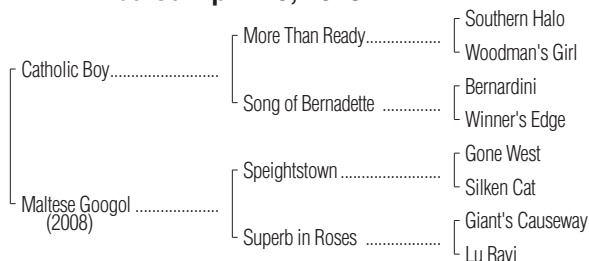 Southern Halo
More Than Ready..................
Woodman's Girl
Catholic Boy.......................
Bernardini
Song of Bernadette ..............
Winner's Edge
Gone West
Speightstown ........................
Silken Cat
Maltese Googol ..................
(2008)
Giant's Causeway
Superb in Roses ..................
Lu Ravi